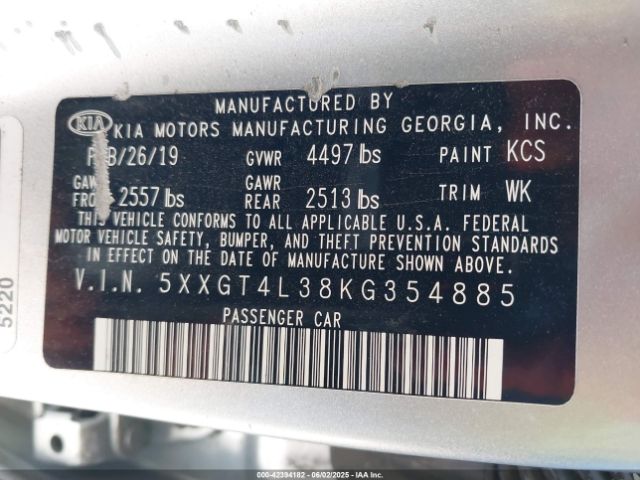 MANUFACTURED BY
KIA KIA MOTORS MANUFACTURING GEORGIA, INC.
/26/19 GVWR 4497 lbs PAINT KCS
2557 lbs GAWR REAR 2513 lbs TRIM WK
THIS VEHICLE CONFORMS TO ALL APPLICABLE U.S.A. FEDERAL
MOTOR VEHICLE SAFETY, BUMPER, AND THEFT PREVENTION STANDARDS
IN EFFECT ON THE DATE OF MANUFACTURE SHOWN ABOVE.
V.I.N. 5XXGT4L38KG354885
PASSENGER CAR
5220
000-42394182 - 06/02/2025 - IAA Inc.